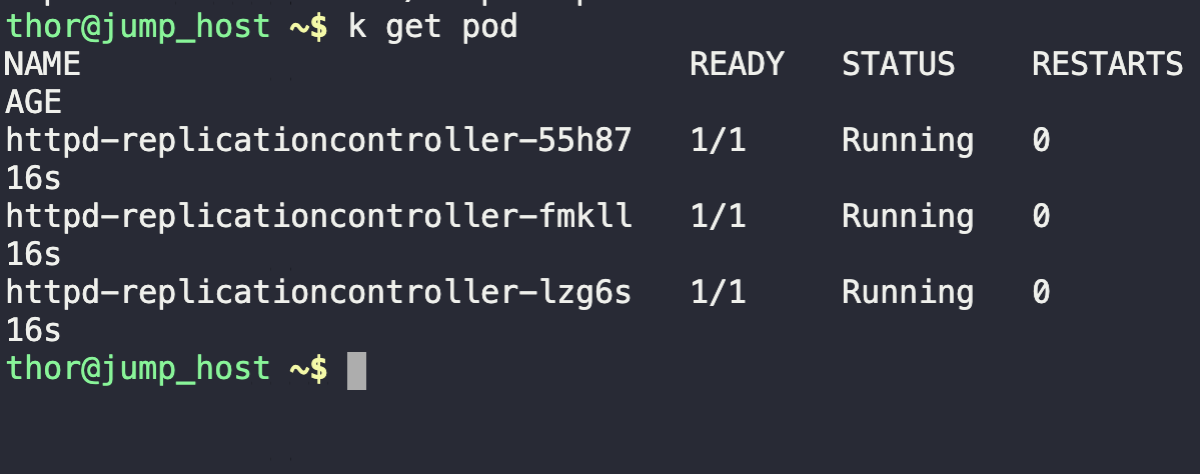 thor@jump_host ~$ k get pod
NAME READY STATUS RESTARTS
AGE
httpd-replicationcontroller-55h87 1/1 Running 0
16s
httpd-replicationcontroller-fmkll 1/1 Running 0
16s
httpd-replicationcontroller-lzg6s 1/1 Running 0
16s
thor@jump_host ~$